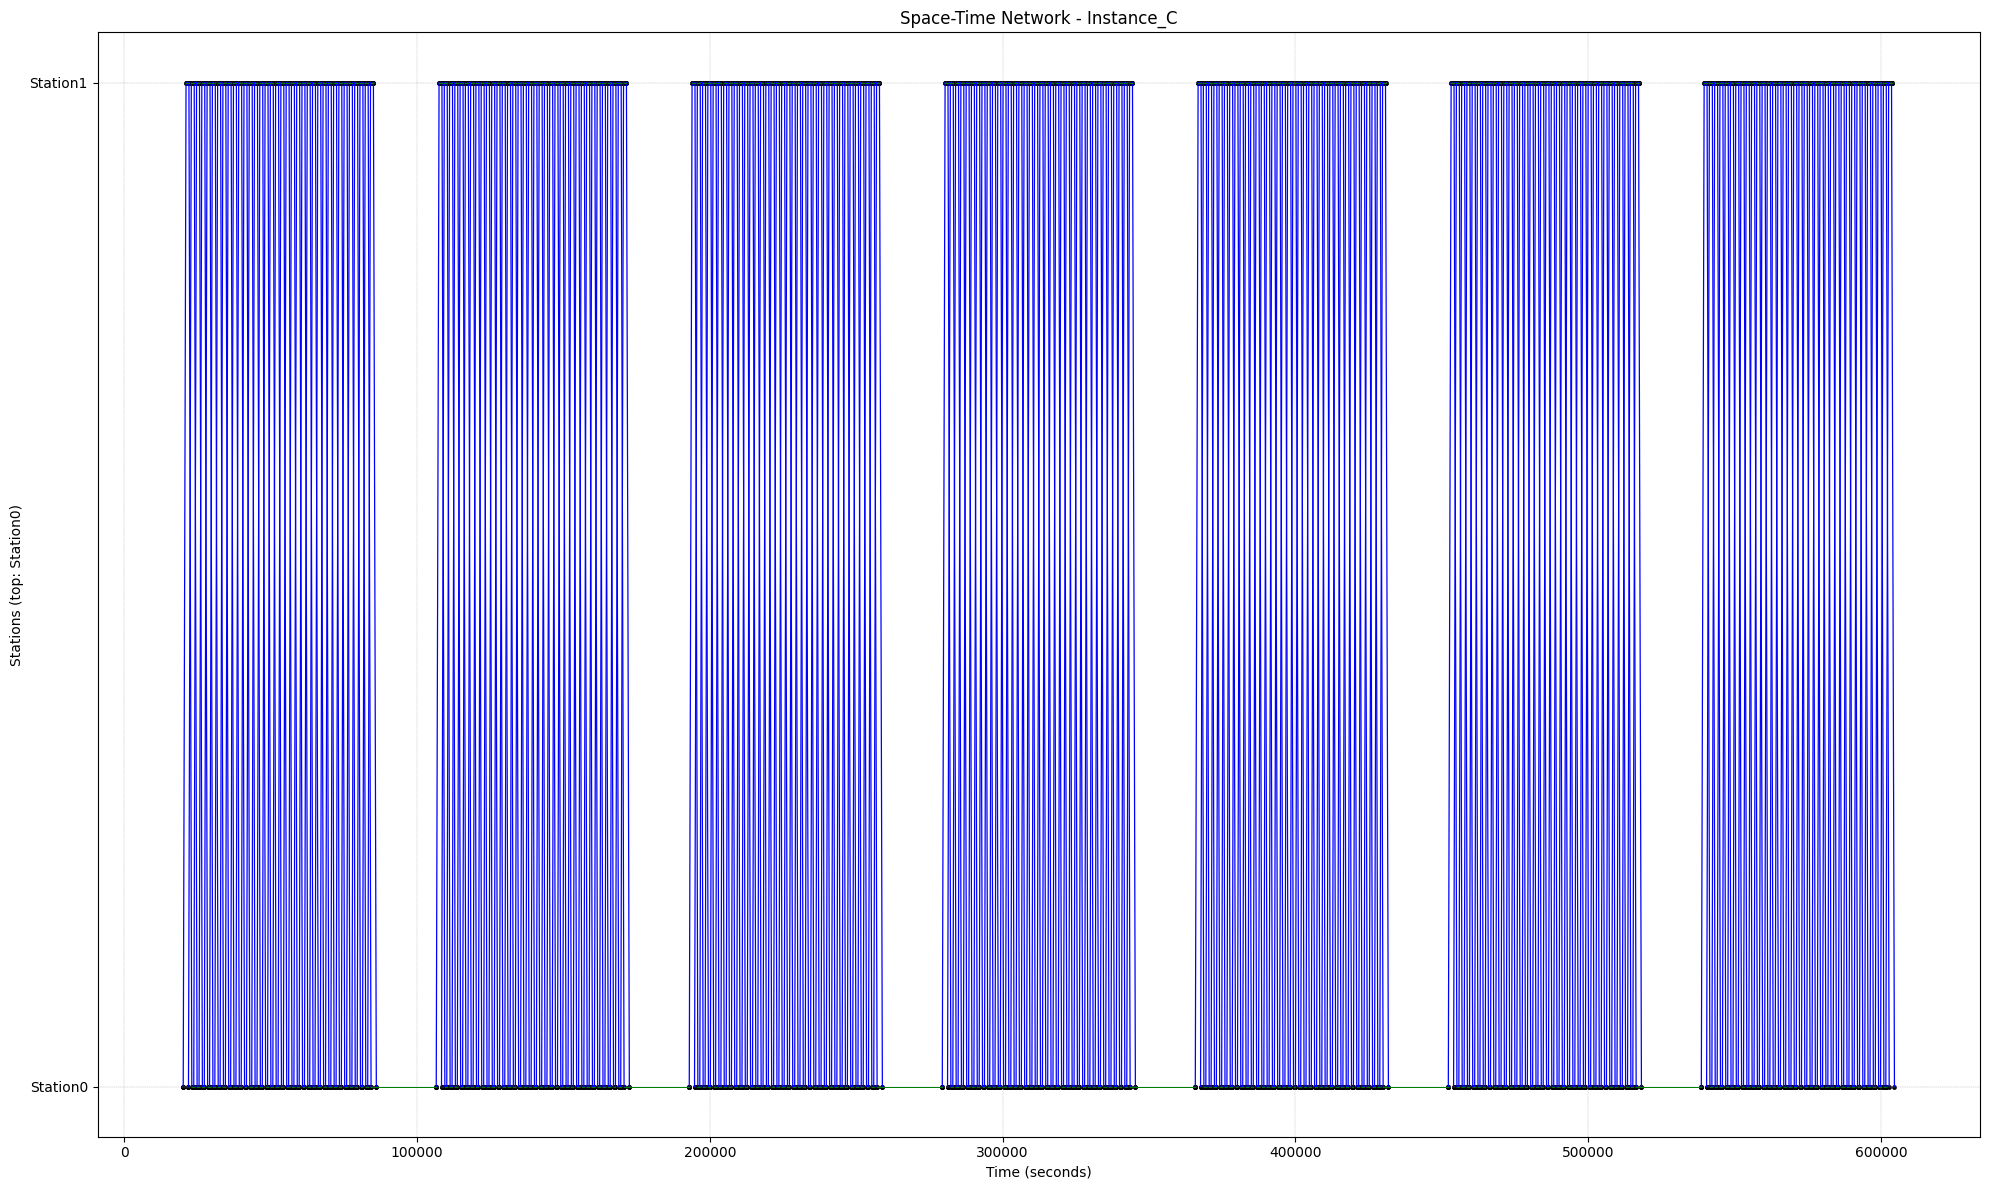 Space-Time Network - Instance_C
Stations (top: Station0)
Station1
Station0
0 100000 200000 300000 400000 500000 600000
Time (seconds)